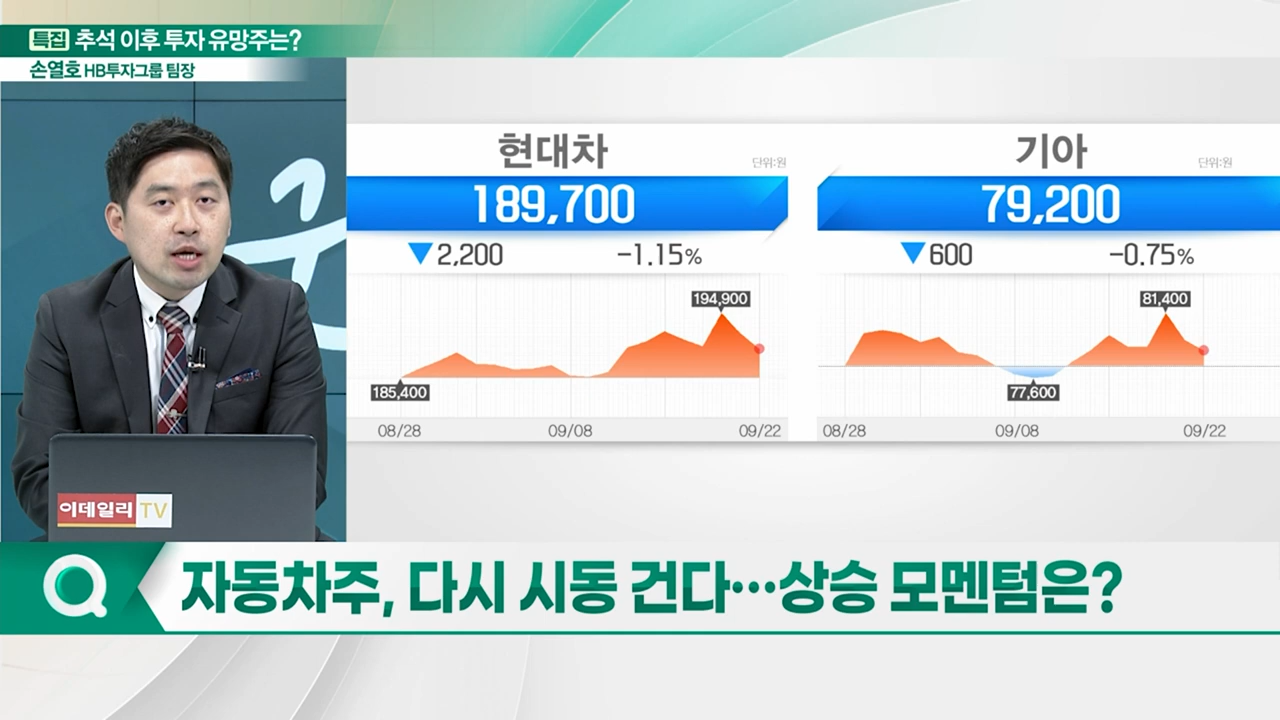 특집 추석 이후 투자 유망주는?
손열호 HB투자그룹 팀장
현대차
단위:원
189,700
▼2,200 -1.15%
194,900
185,400
08/28 09/08 09/22
기아
단위:원
79,200
▼600 -0.75%
81,400
77,600
08/28 09/08 09/22
이데일리 TV
자동차주, 다시 시동 건다…상승 모멘텀은?